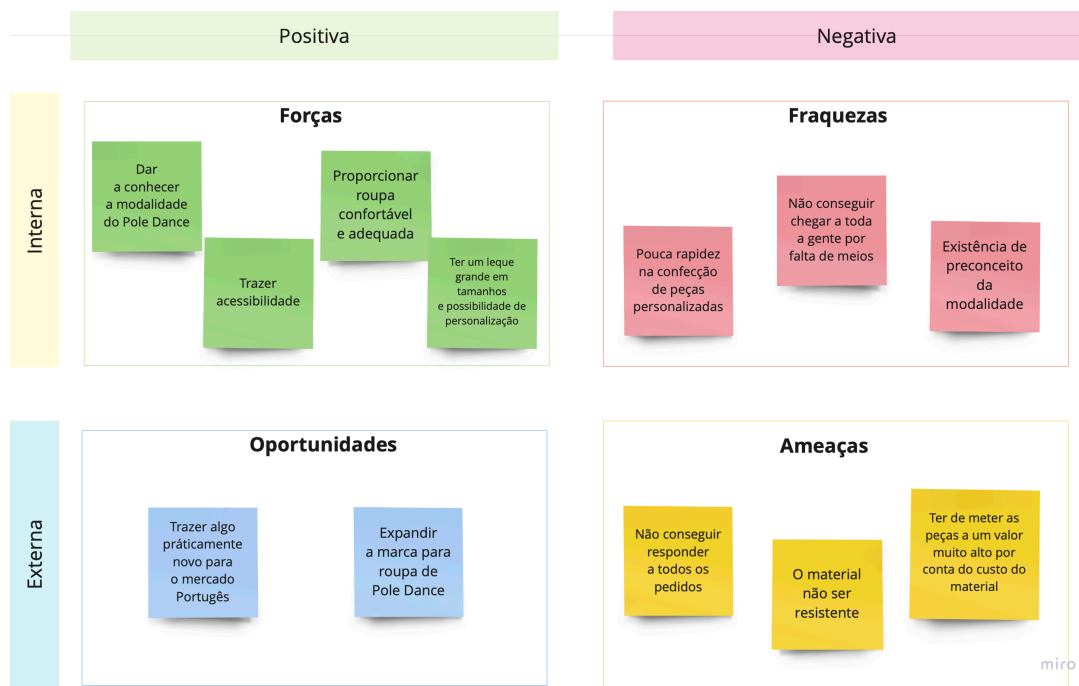 Positiva
Negativa
Interna
Forças
Dar
a conhecer
a modalidade
do Pole Dance
Trazer
acessibilidade
Proporcionar
roupa
confortável
e adequada
Ter um leque
grande em
tamanhos
e possibilidade de
personalização
Fraquezas
Pouca rapidez
na confecção
de peças
personalizadas
Não conseguir
chegar a toda
a gente por
falta de meios
Existência de
preconceito
da
modalidade
Externa
Oportunidades
Trazer algo
práticamente
novo para
o mercado
Portugês
Expandir
a marca para
roupa de
Pole Dance
Ameaças
Não conseguir
responder
a todos os
pedidos
O material
não ser
resistente
Ter de meter as
peças a um valor
muito alto por
conta do custo do
material
miro